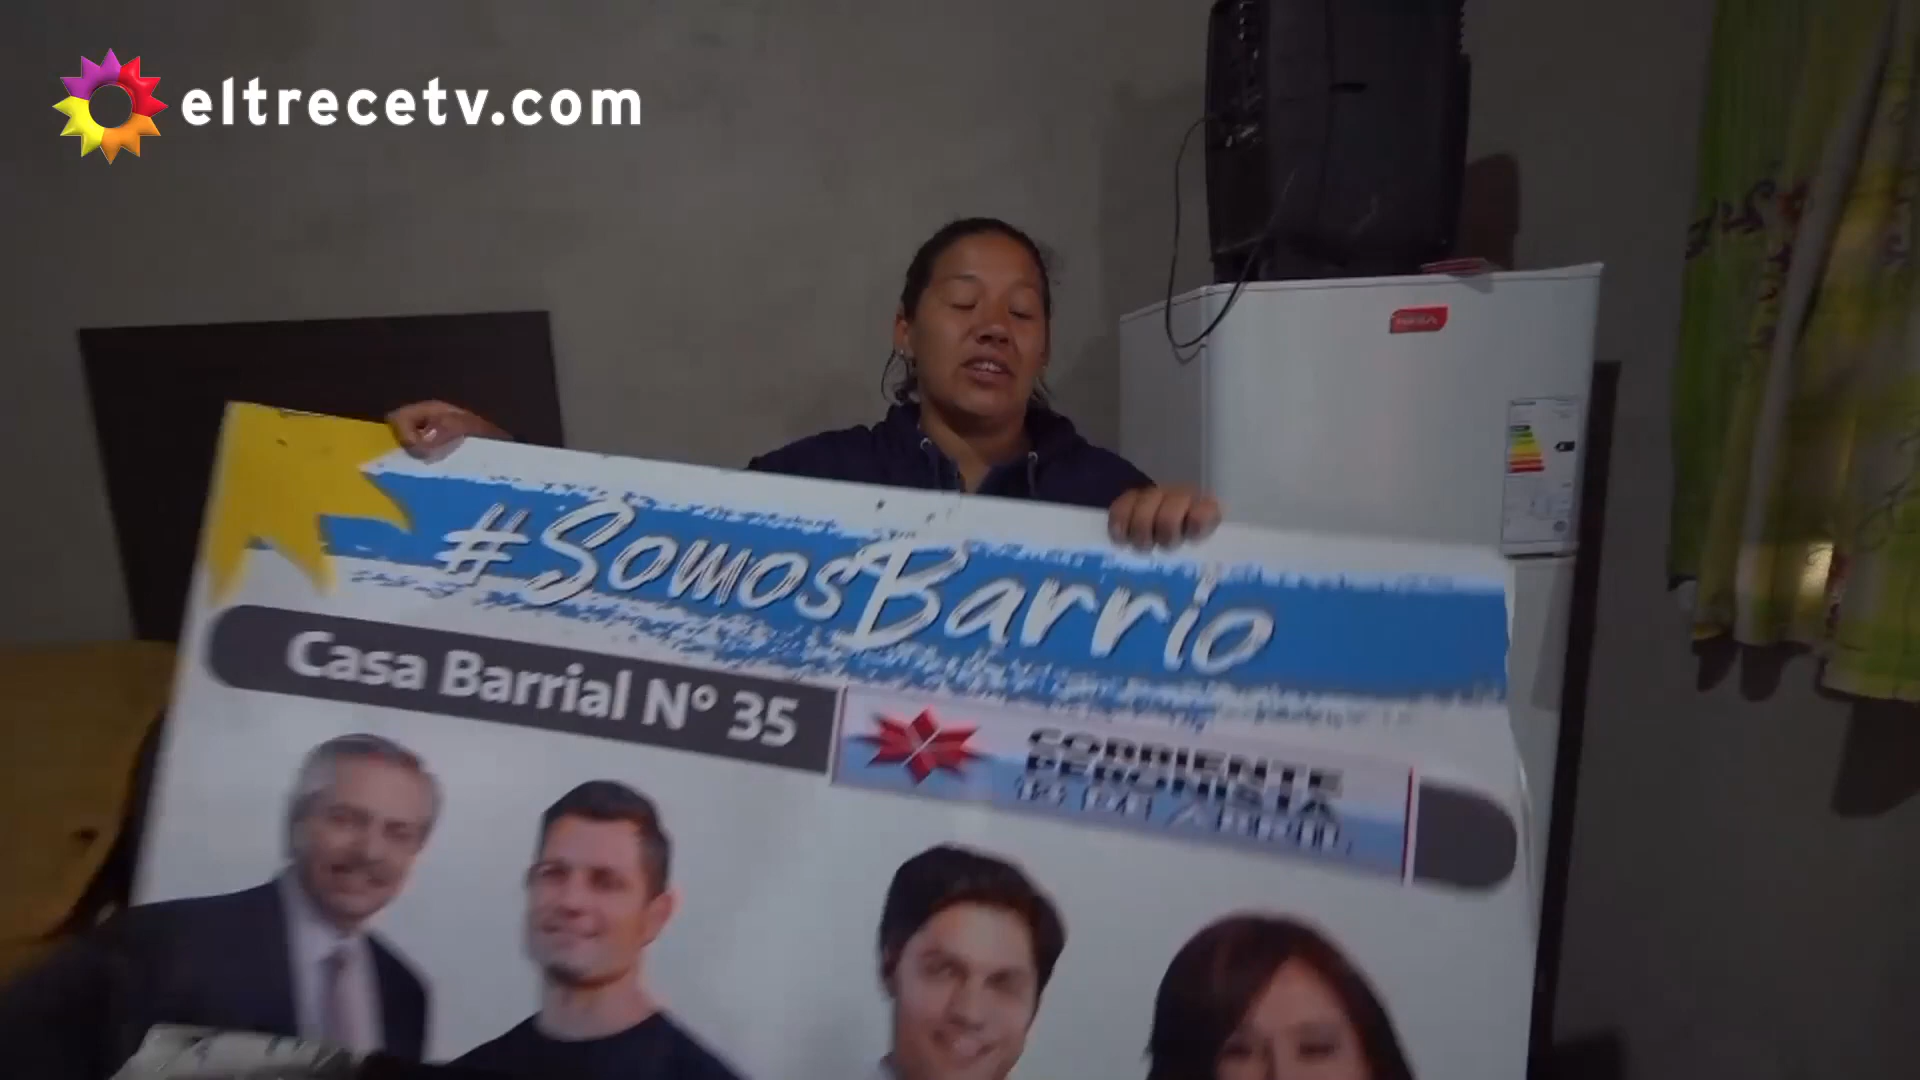 eltrecetv.com
#SomosBarrio
Casa Barrial N° 35
CORRIENTE
PERONISTA